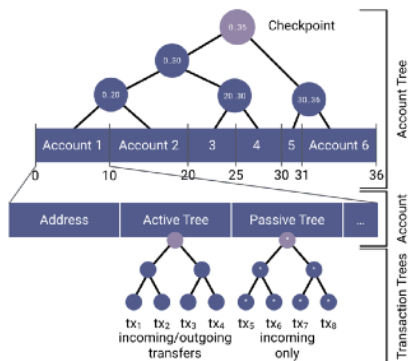 0..36
Checkpoint
0..30
0..20
20..30
30..36
Account 1
Account 2
3
4
5
Account 6
0
10
20
25
30
31
36
Account Tree
Address
Active Tree
Passive Tree
...
Account
tx₁
tx₂
tx₃
tx₄
tx₅
tx₆
tx₇
tx₈
incoming/outgoing
transfers
incoming
only
Transaction Trees